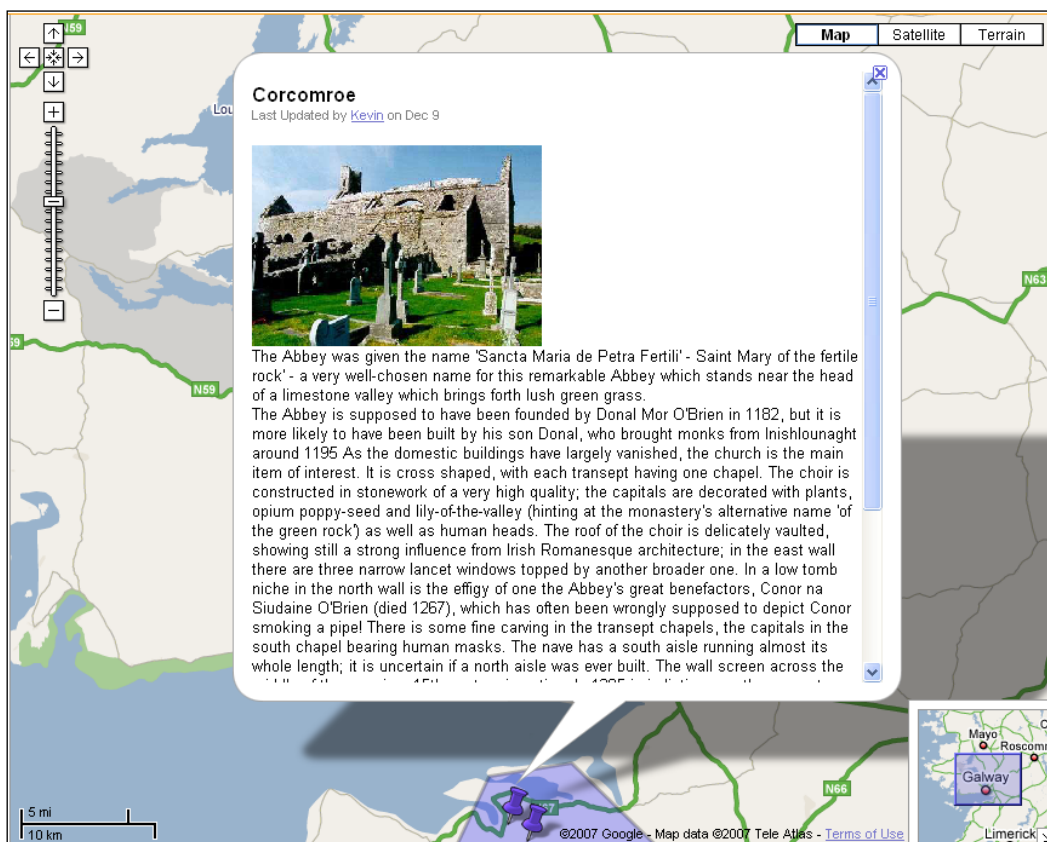 N59
Map Satellite Terrain
Lou
Corcomroe
Last Updated by Kevin on Dec 9
N63
59
N59
The Abbey was given the name 'Sancta Maria de Petra Fertili' - Saint Mary of the fertile
rock' - a very well-chosen name for this remarkable Abbey which stands near the head
of a limestone valley which brings forth lush green grass.
The Abbey is supposed to have been founded by Donal Mor O'Brien in 1182, but it is
more likely to have been built by his son Donal, who brought monks from Inishlounaght
around 1195 As the domestic buildings have largely vanished, the church is the main
item of interest. It is cross shaped, with each transept having one chapel. The choir is
constructed in stonework of a very high quality; the capitals are decorated with plants,
opium poppy-seed and lily-of-the-valley (hinting at the monastery's alternative name 'of
the green rock') as well as human heads. The roof of the choir is delicately vaulted,
showing still a strong influence from Irish Romanesque architecture; in the east wall
there are three narrow lancet windows topped by another broader one. In a low tomb
niche in the north wall is the effigy of one the Abbey's great benefactors, Conor na
Siudaine O'Brien (died 1267), which has often been wrongly supposed to depict Conor
smoking a pipe! There is some fine carving in the transept chapels, the capitals in the
south chapel bearing human masks. The nave has a south aisle running almost its
whole length; it is uncertain if a north aisle was ever built. The wall screen across the
Mayo
Roscomm
Galway
Limerick
N66
67
5 mi
10 km
©2007 Google - Map data ©2007 Tele Atlas - Terms of Use